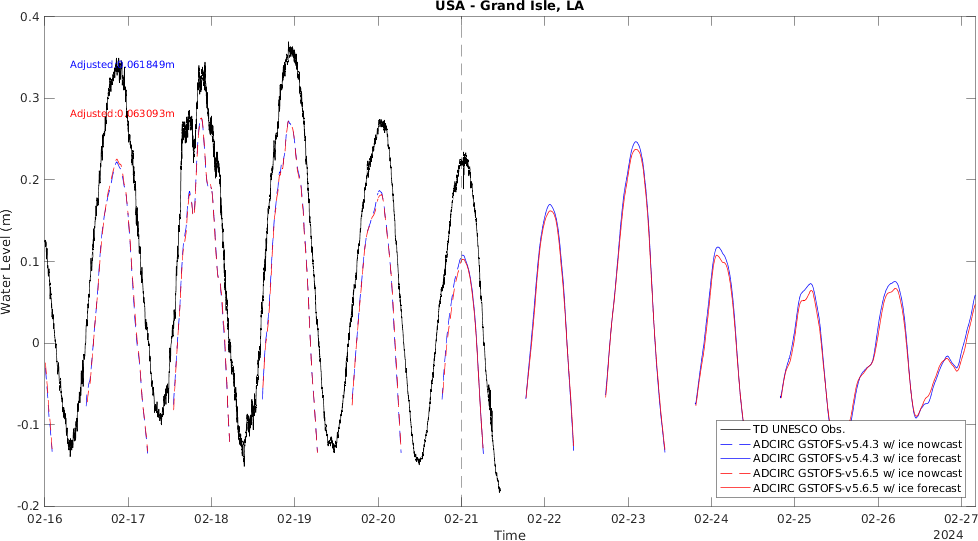 USA - Grand Isle, LA
0.4
Adjusted:0.061849m
0.3
Adjusted:0.063093m
0.2
0.1
0
-0.1
-0.2
Water Level (m)
TD UNESCO Obs.
ADCIRC GSTOFS-v5.4.3 w/ ice nowcast
ADCIRC GSTOFS-v5.4.3 w/ ice forecast
ADCIRC GSTOFS-v5.6.5 w/ ice nowcast
ADCIRC GSTOFS-v5.6.5 w/ ice forecast
02-16 02-17 02-18 02-19 02-20 02-21 02-22 02-23 02-24 02-25 02-26 02-27
Time
2024